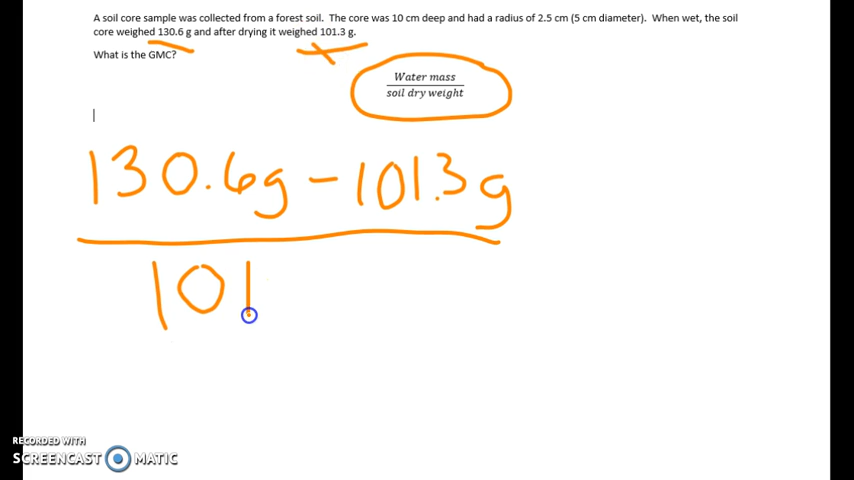 A soil core sample was collected from a forest soil. The core was 10 cm deep and had a radius of 2.5 cm (5 cm diameter). When wet, the soil
core weighed 130.6 g and after drying it weighed 101.3 g.
What is the GMC?
Water mass
soil dry weight
130.6g - 101.3g
101
RECORDED WITH
SCREENCAST MATIC